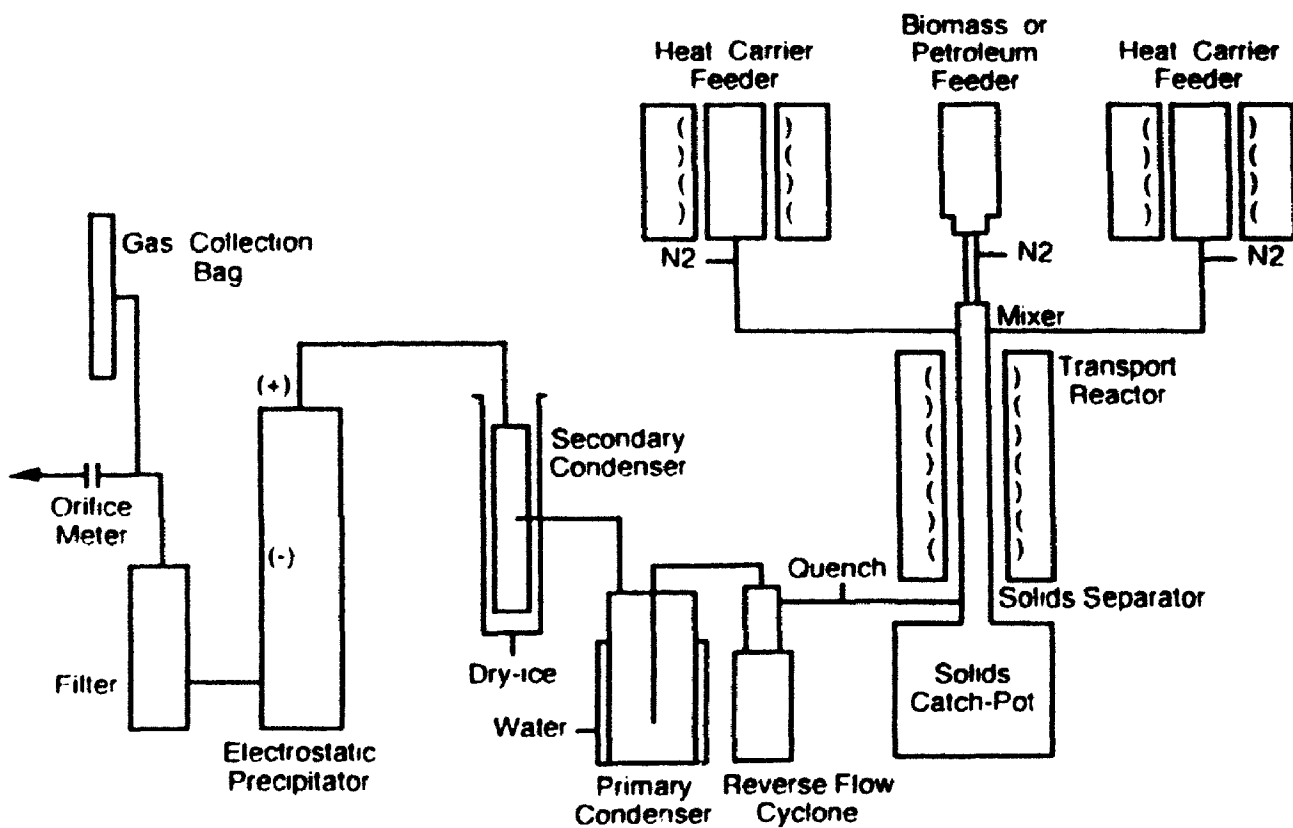 Biomass or
Petroleum
Feeder
Heat Carrier
Feeder
Heat Carrier
Feeder
Gas Collection
Bag
N2
N2
N2
Mixer
Transport
Reactor
(+)
Secondary
Condenser
Orifice
Meter
(-)
Quench
Solids Separator
Filter
Dry-ice
Solids
Catch-Pot
Water
Electrostatic
Precipitator
Primary
Condenser
Reverse Flow
Cyclone